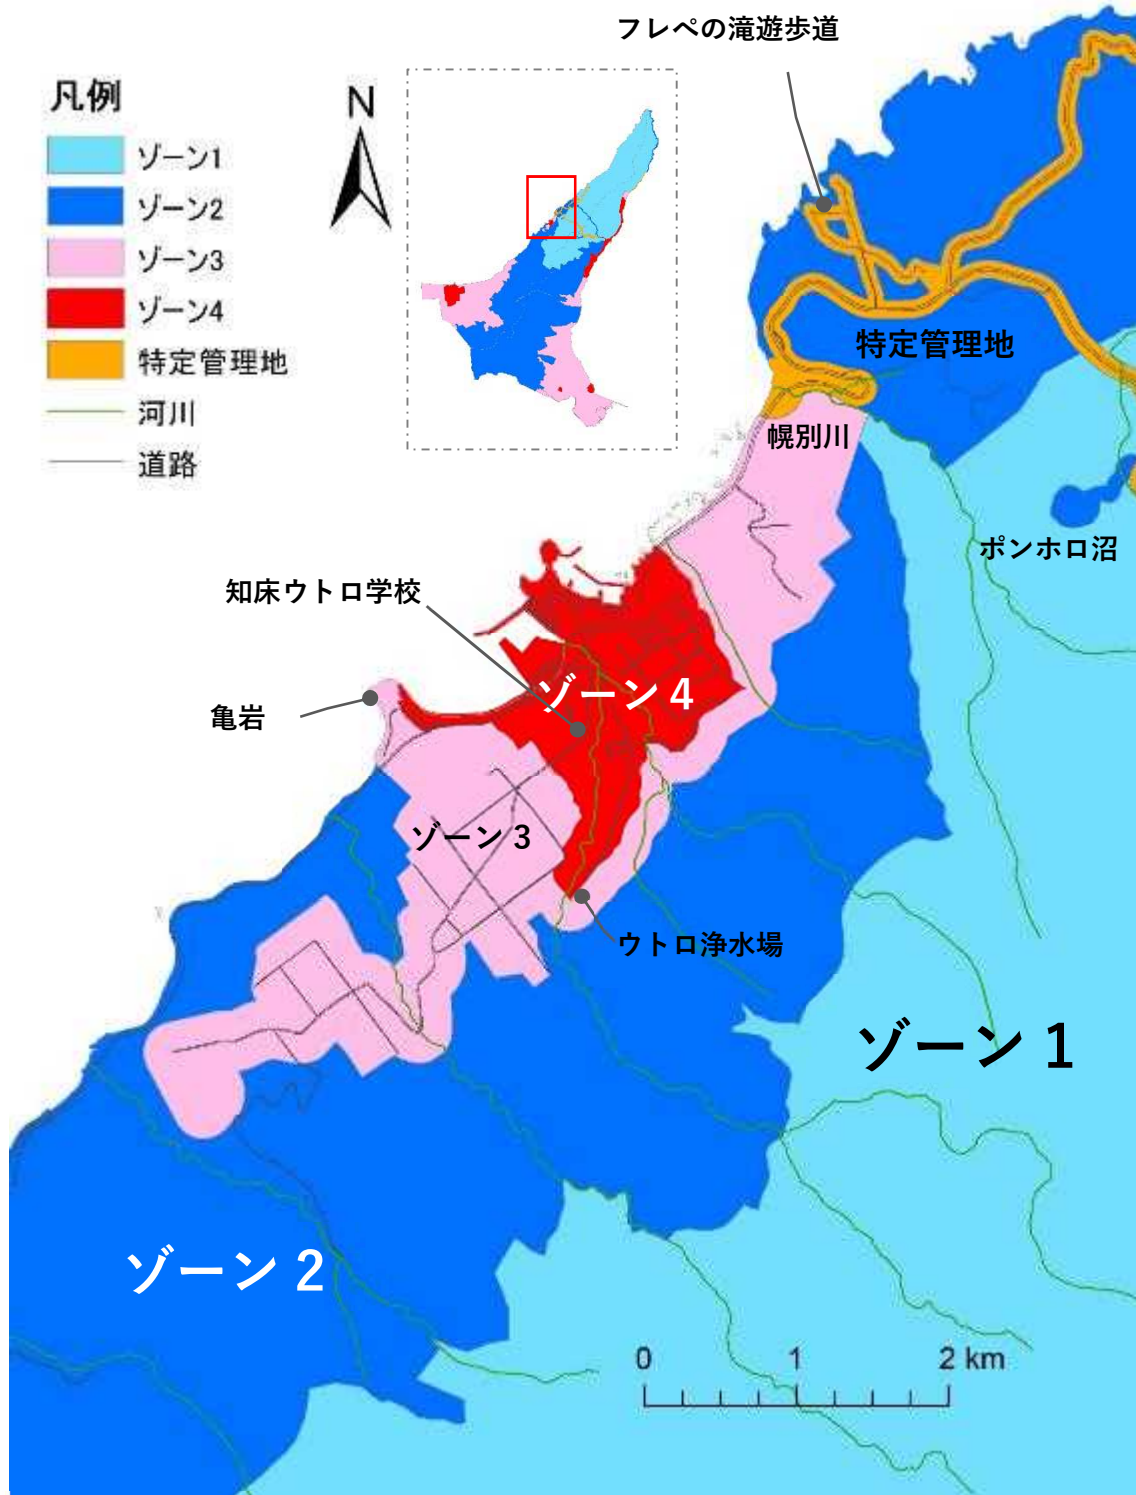 フレペの滝遊歩道
凡例
N
ゾーン1
ゾーン2
ゾーン3
ゾーン4
特定管理地
河川
道路
特定管理地
幌別川
ポンホロ沼
知床ウトロ学校
ゾーン４
亀岩
ゾーン３
ウトロ浄水場
ゾーン１
ゾーン２
0 1 2 km